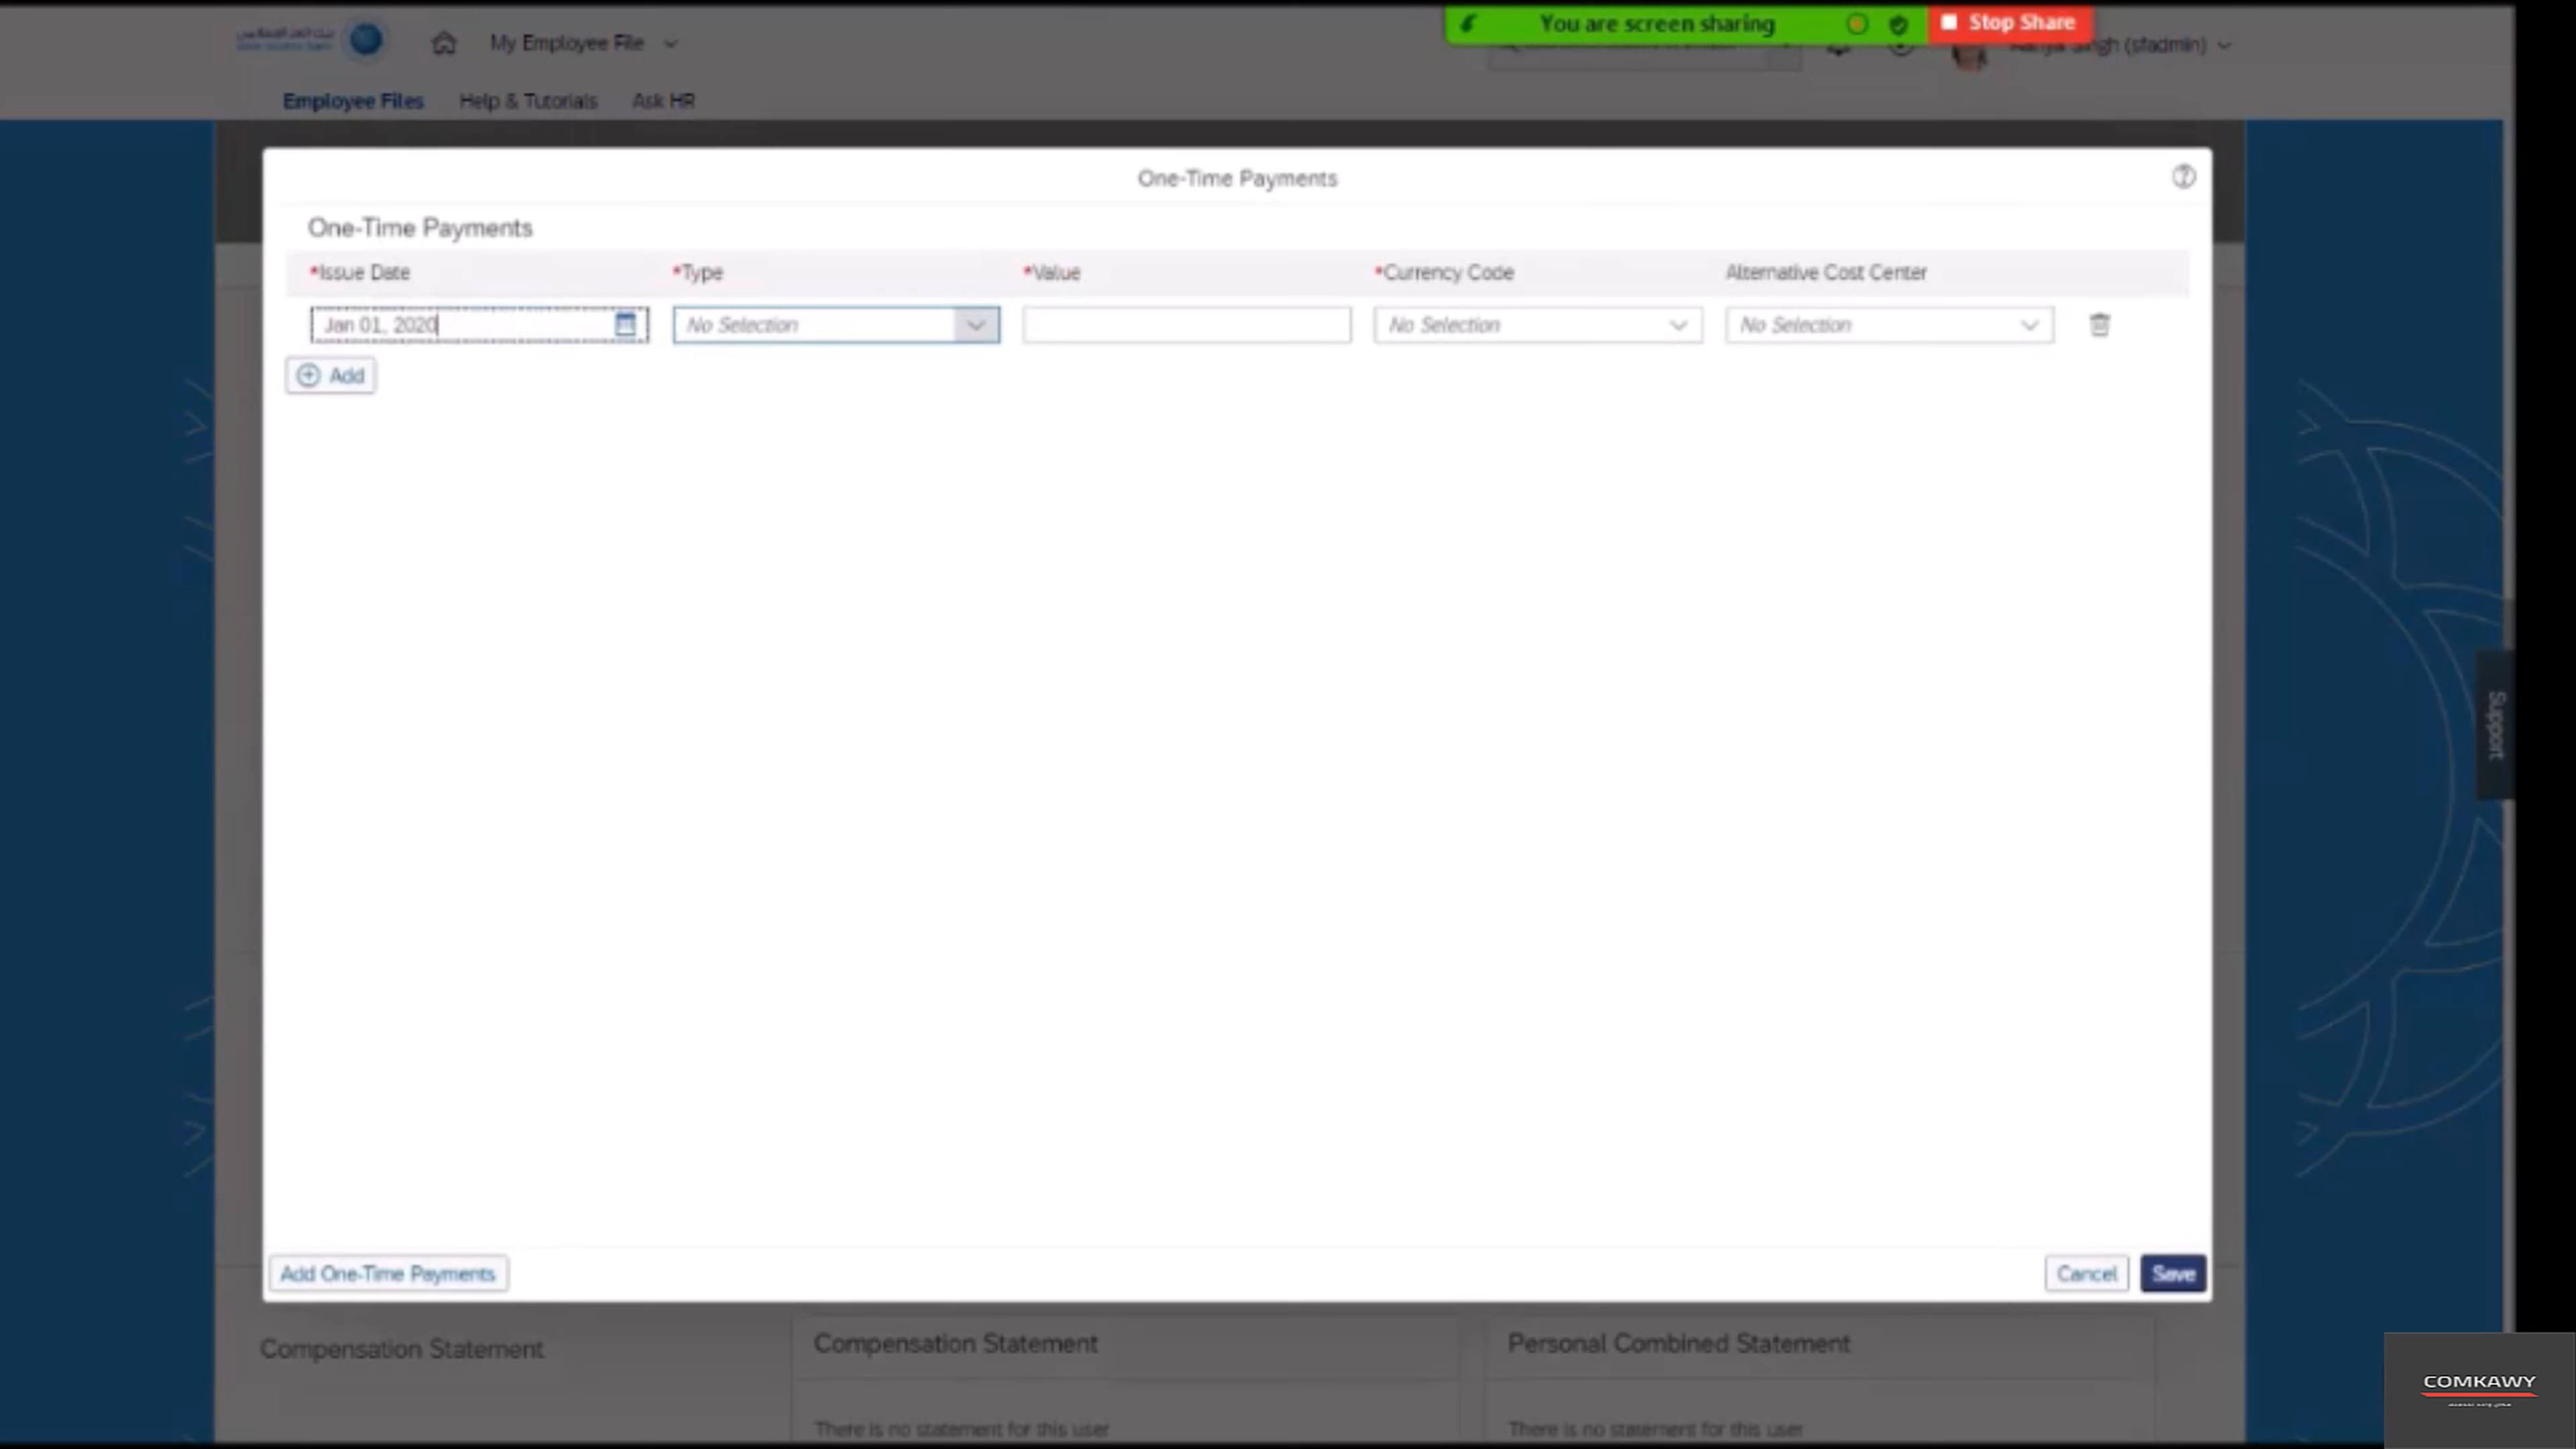 My Employee File
You are screen sharing
Stop Share
(sfadmin)
Employee Files
Help & Tutorials
Ask HR
One-Time Payments
One-Time Payments
*Issue Date
*Type
*Value
*Currency Code
Alternative Cost Center
Jan 01, 2020
No Selection
No Selection
No Selection
Add
Support
Add One-Time Payments
Cancel
Save
Compensation Statement
Compensation Statement
Personal Combined Statement
There is no statement for this user
There is no statement for this user
COMKAWY